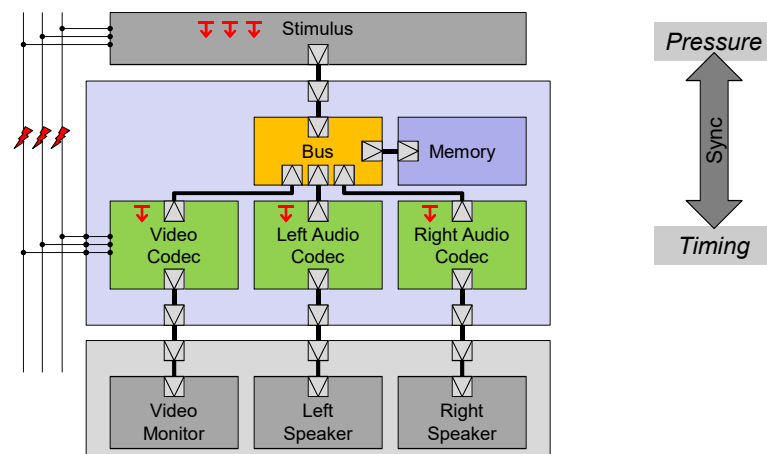 Stimulus
Pressure
Bus
Memory
Sync
Video
Codec
Left Audio
Codec
Right Audio
Codec
Timing
Video
Monitor
Left
Speaker
Right
Speaker